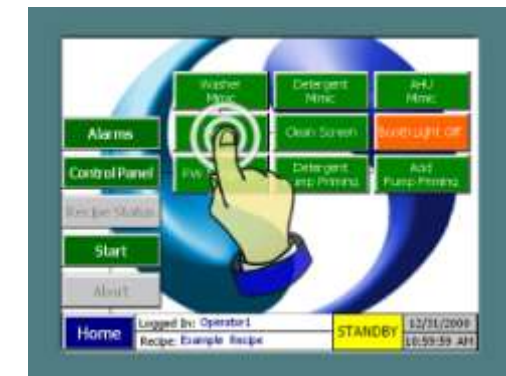 Washer
Mimic
Detergent
Mimic
AHU
Mimic
Alarms
Clean Screen
Booth Light Off
Control Panel
PW
Detergent
Pump Priming
Acid
Pump Priming
Recipe Status
Start
Abort
Home
Logged In: Operator1
Recipe: Example Recipe
STANDBY
12/31/2000
10:59:59 AM